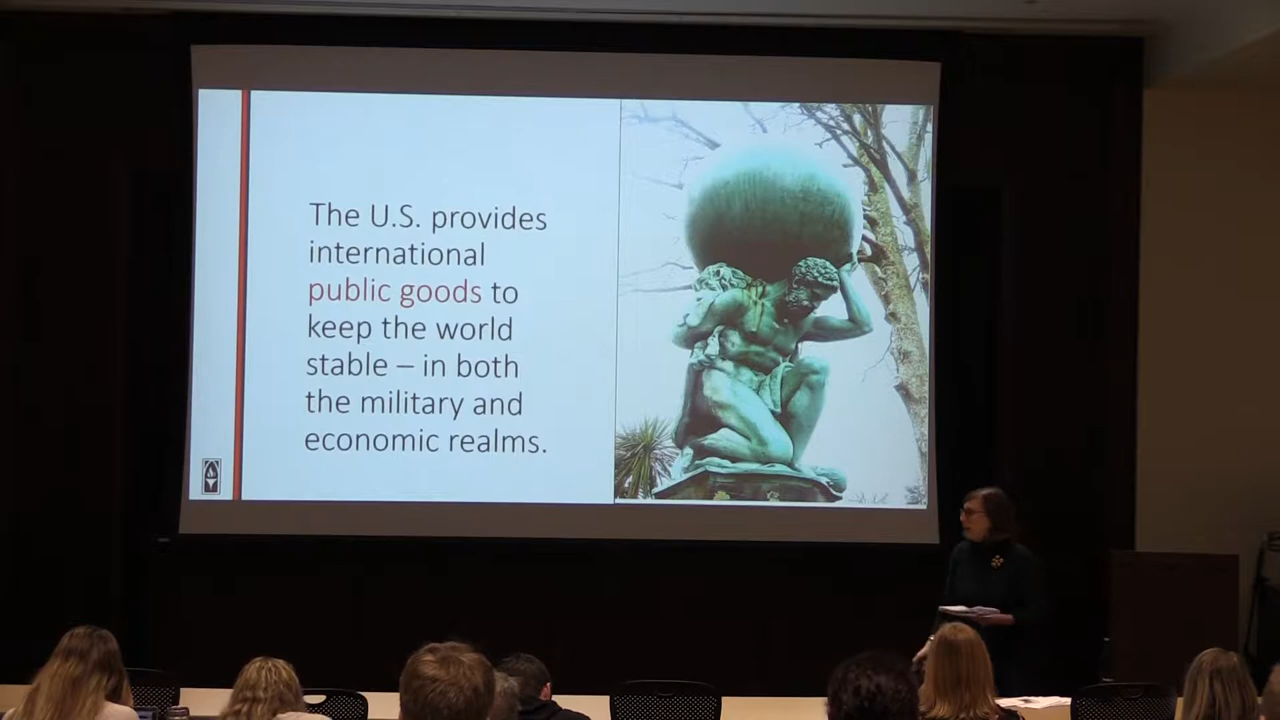 The U.S. provides
international
public goods to
keep the world
stable – in both
the military and
economic realms.